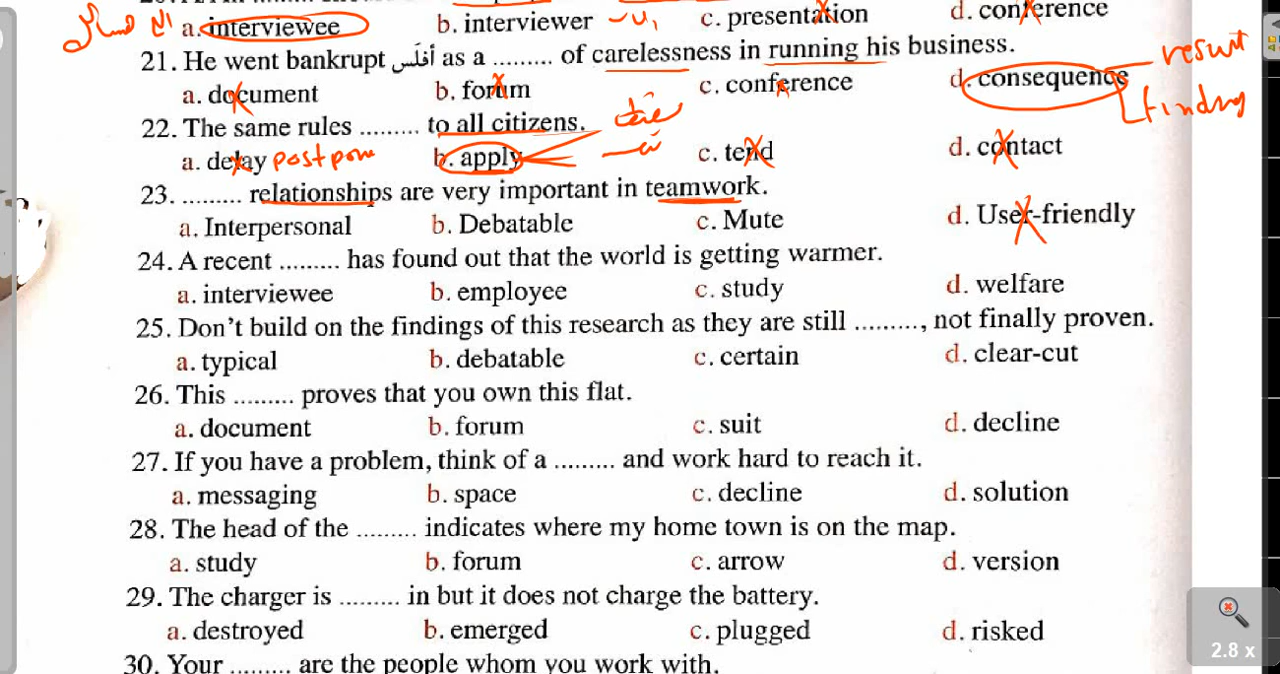 a. interviewee b. interviewer c. presentation d. conference
21. He went bankrupt أفلس as a ......... of carelessness in running his business.
result
a. document b. forum c. conference d. consequence
finding
22. The same rules ......... to all citizens.
a. delay postpone b. apply c. tend d. contact
23. ......... relationships are very important in teamwork.
a. Interpersonal b. Debatable c. Mute d. User-friendly
24. A recent ......... has found out that the world is getting warmer.
a. interviewee b. employee c. study d. welfare
25. Don't build on the findings of this research as they are still ........., not finally proven.
a. typical b. debatable c. certain d. clear-cut
26. This ......... proves that you own this flat.
a. document b. forum c. suit d. decline
27. If you have a problem, think of a ......... and work hard to reach it.
a. messaging b. space c. decline d. solution
28. The head of the ......... indicates where my home town is on the map.
a. study b. forum c. arrow d. version
29. The charger is ......... in but it does not charge the battery.
a. destroyed b. emerged c. plugged d. risked
30. Your ......... are the people whom you work with.
2.8 x